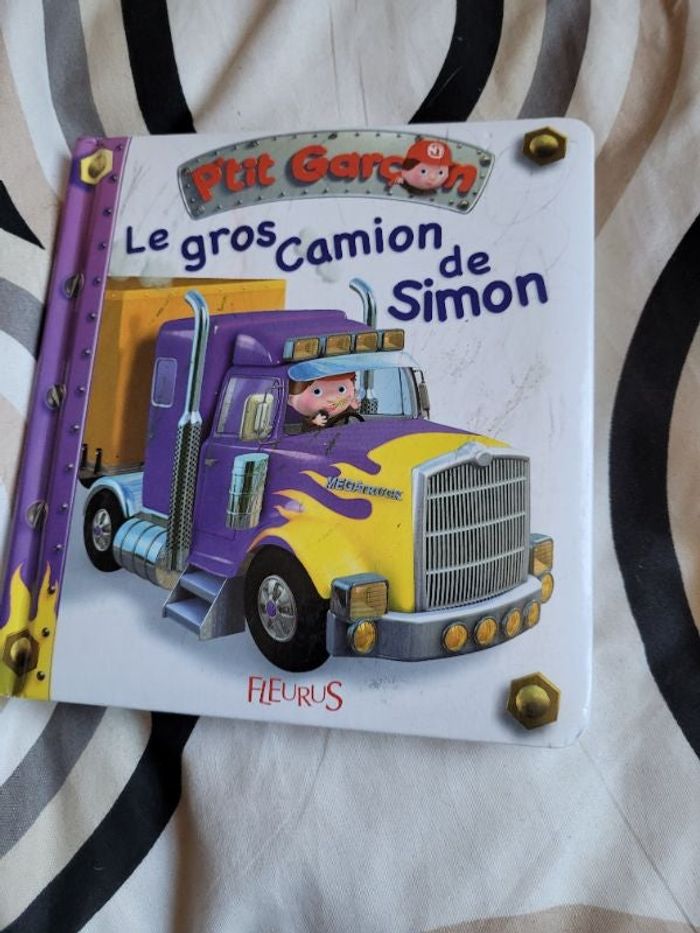 P'tit Garçon
Le gros camion de Simon
MEGATRUCK
FLEURUS